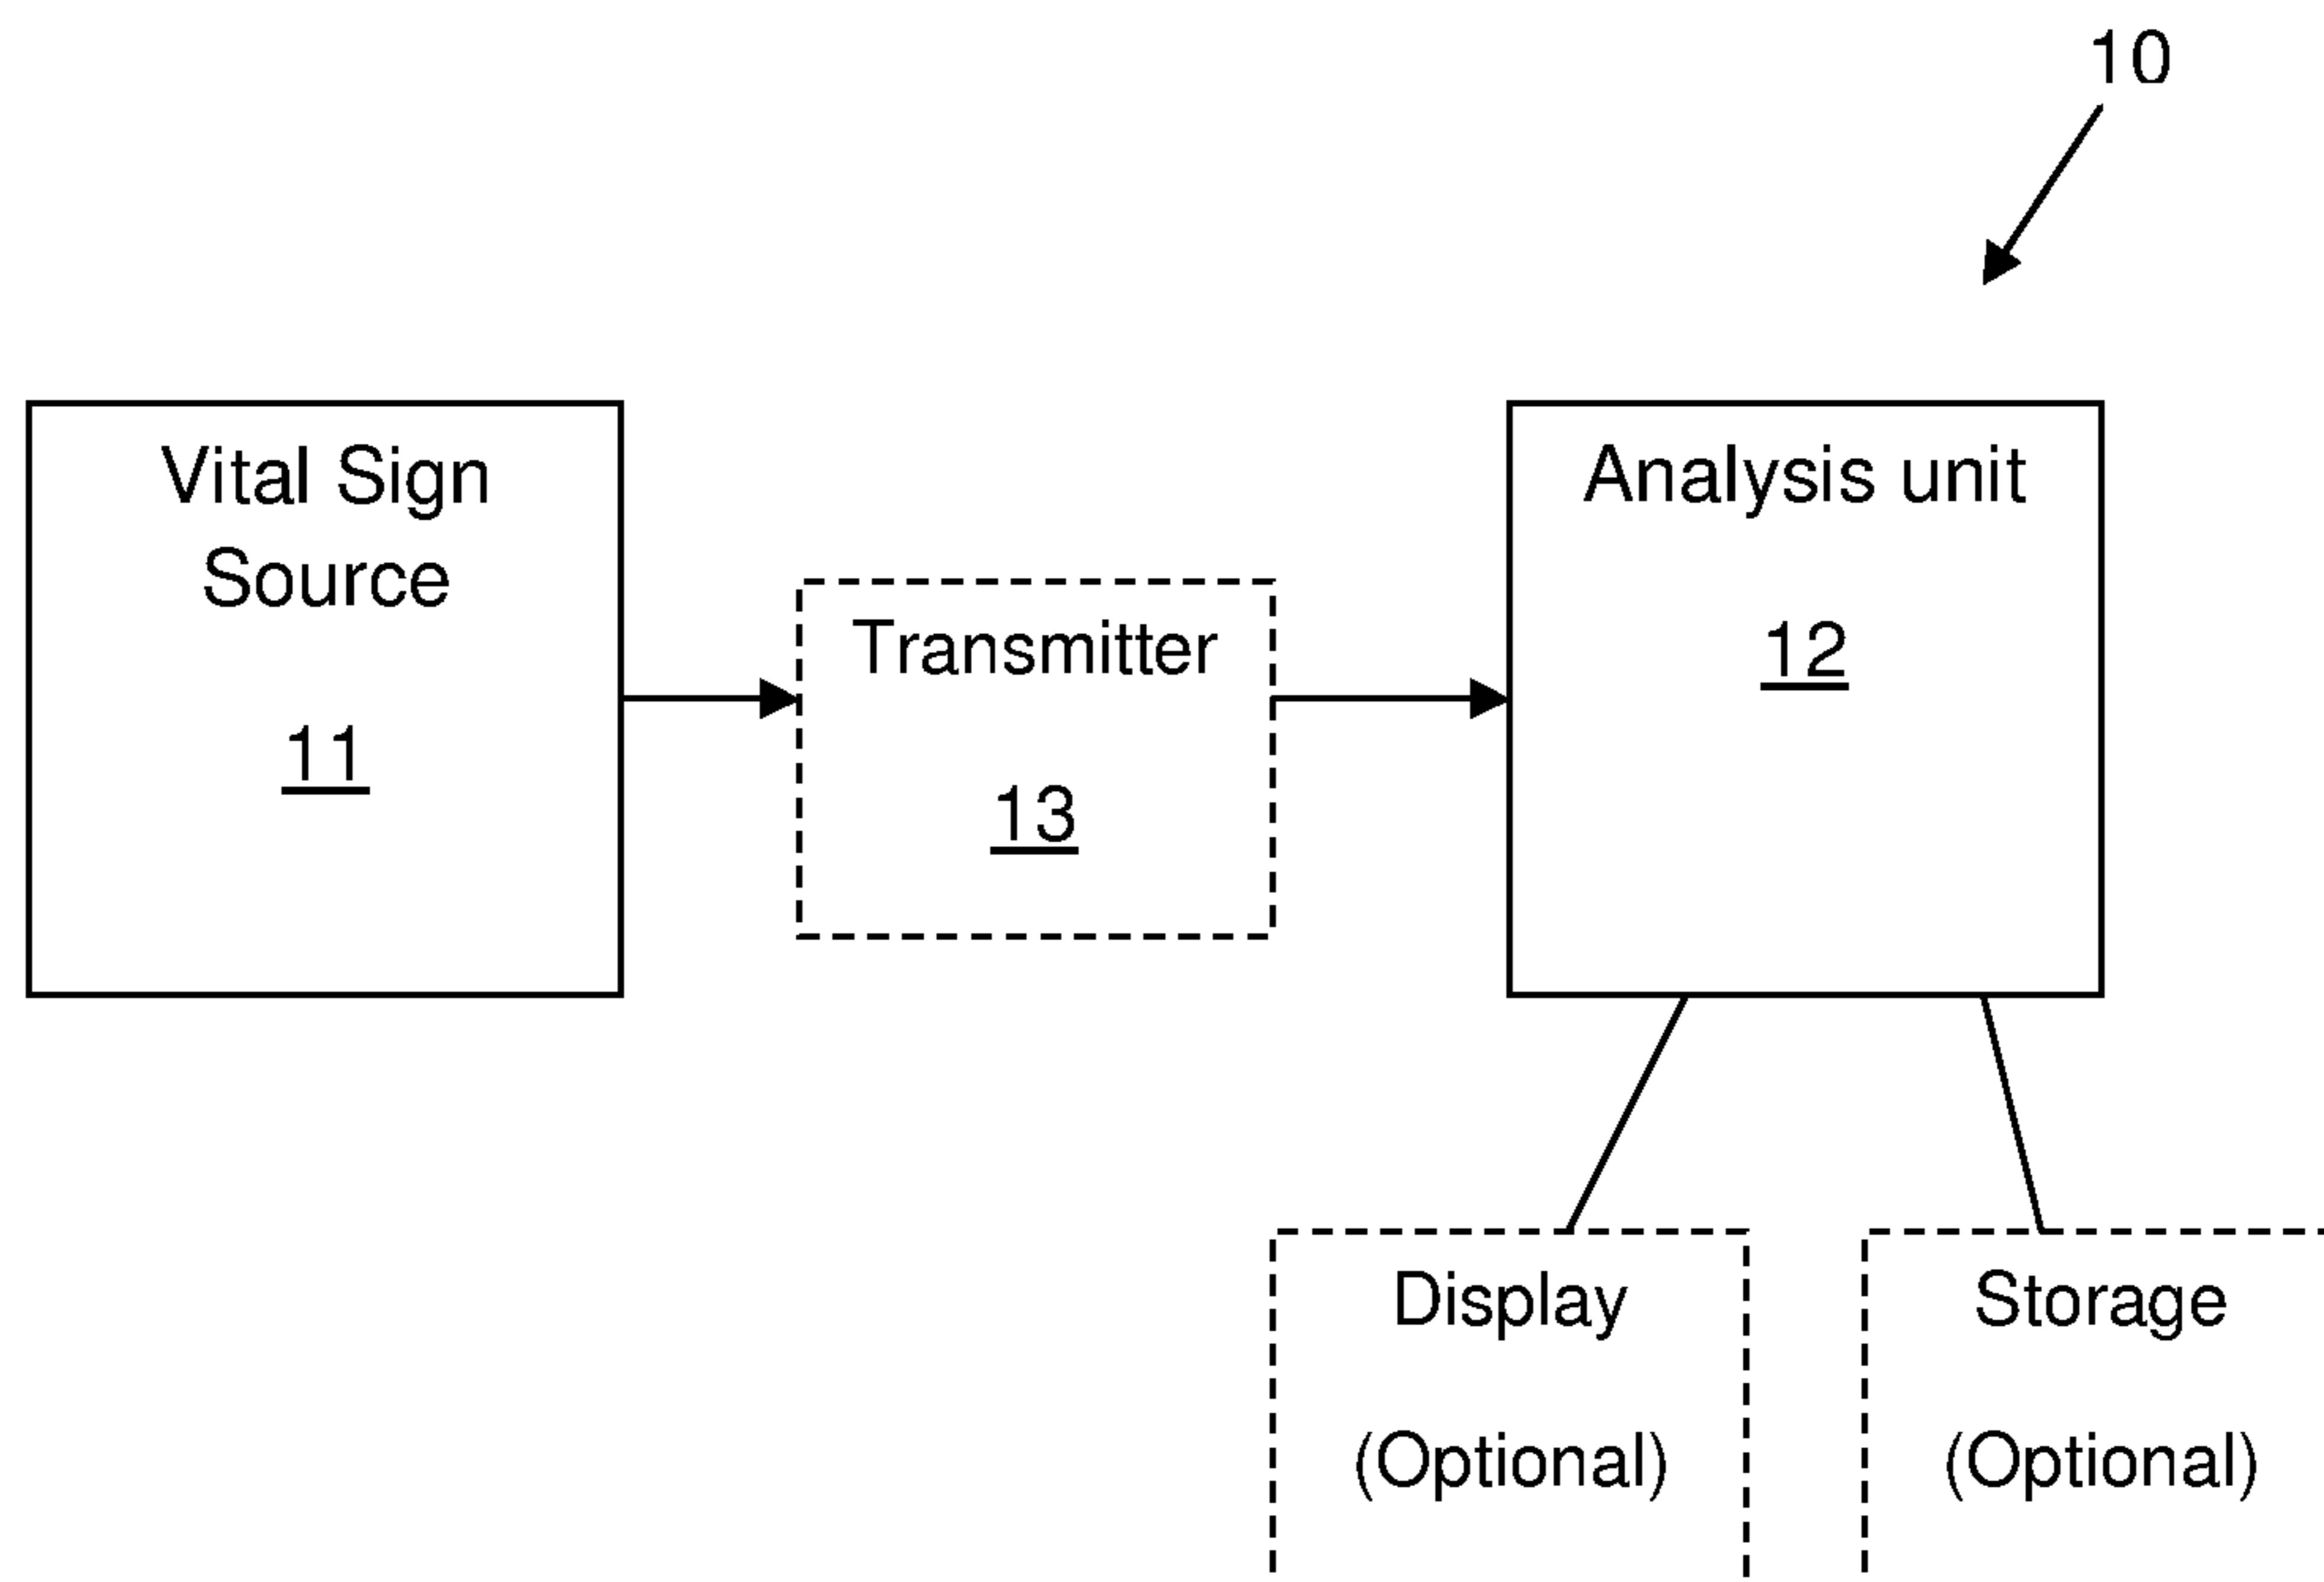 10
Vital Sign
Source
11
Transmitter
13
Analysis unit
12
Display
(Optional)
Storage
(Optional)